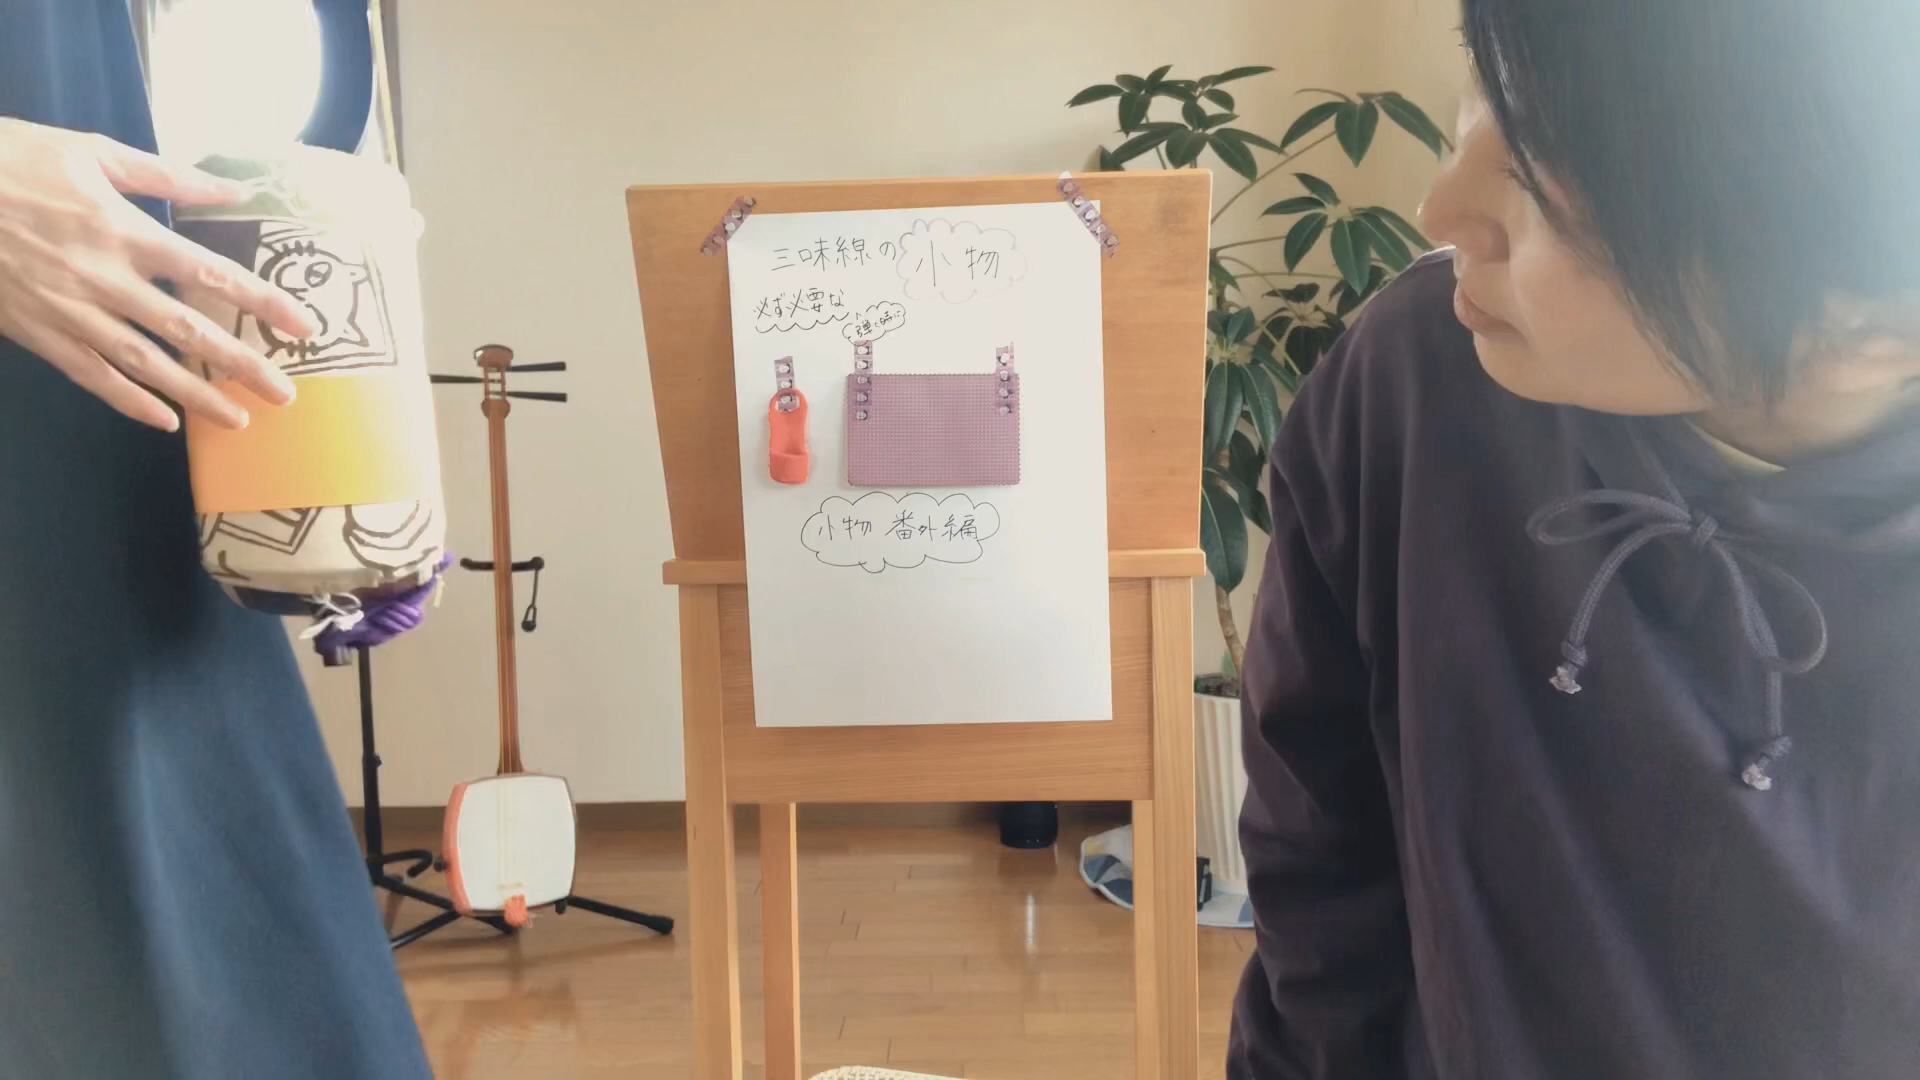 三味線の小物
必ず必要な
弾く時に
小物 番外編